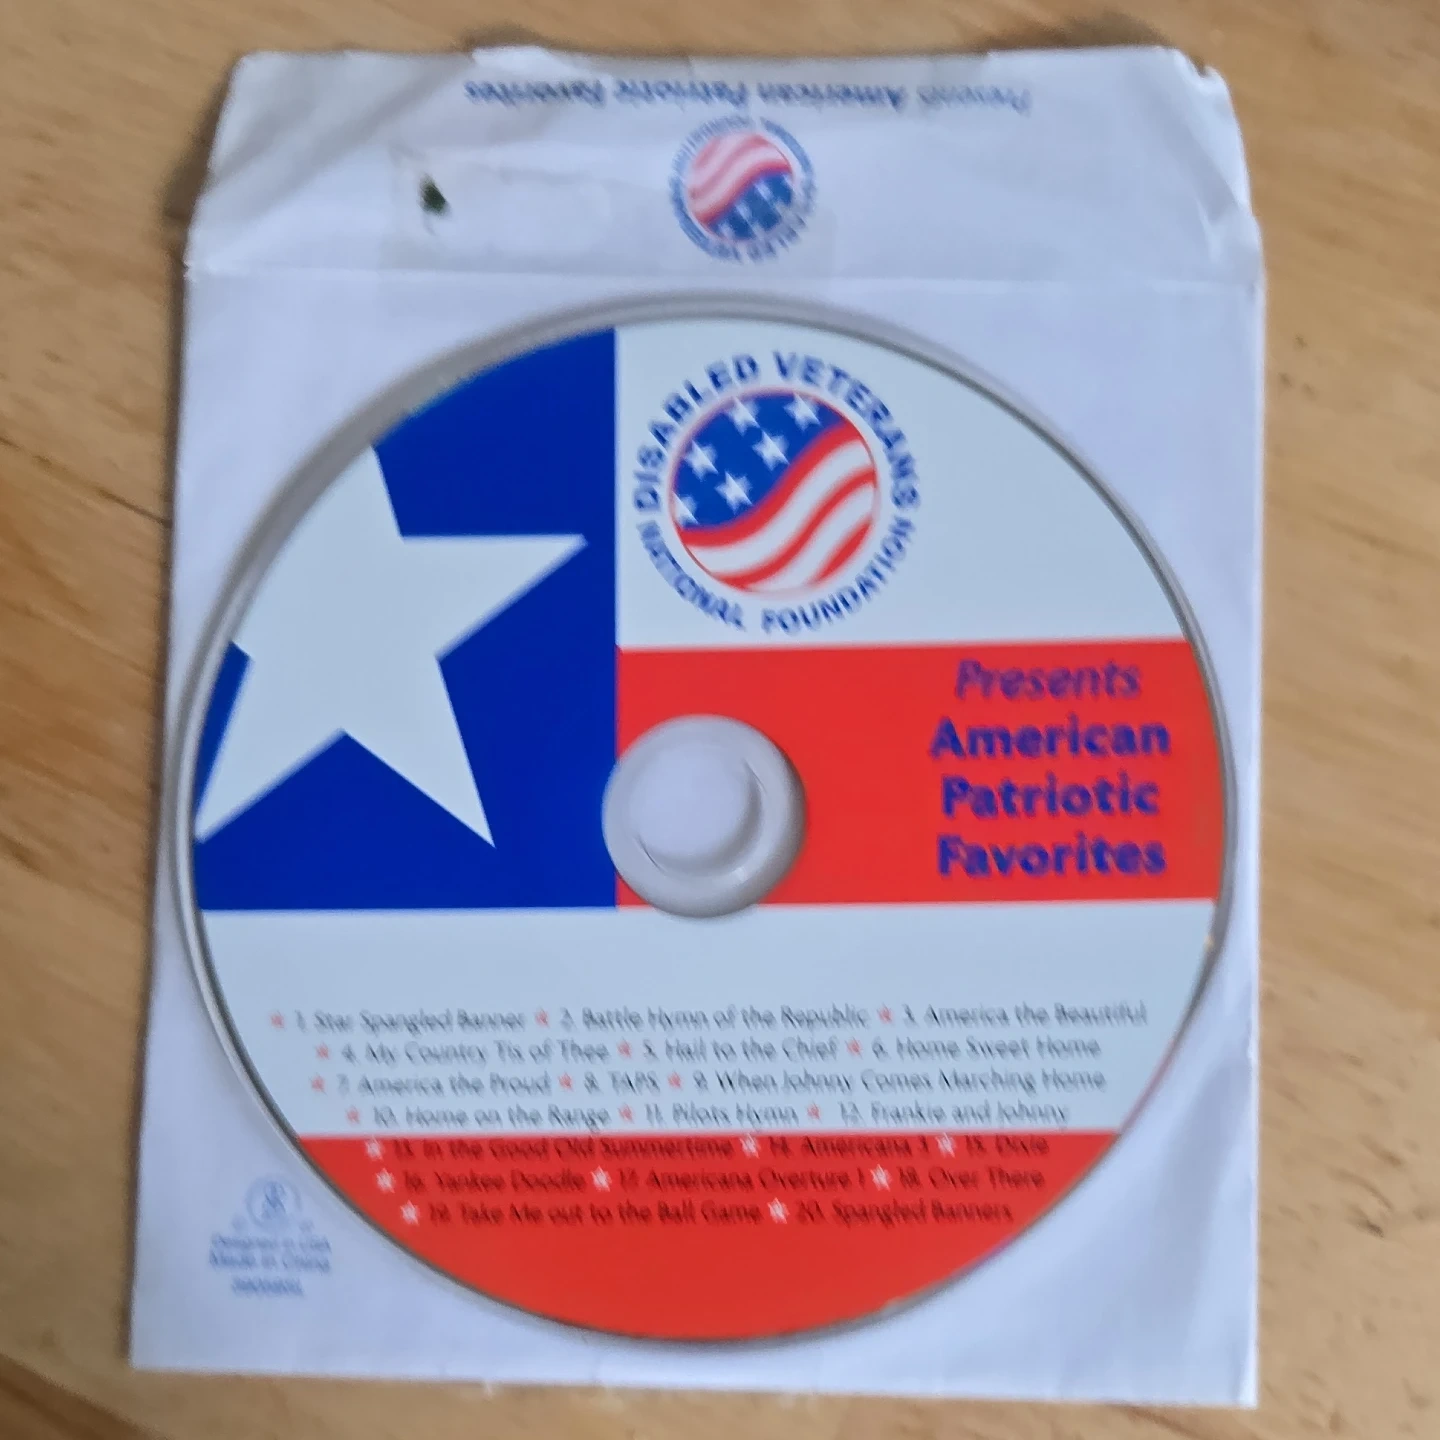 Presents American Patriotic Favorites
DISABLED VETERANS
NATIONAL FOUNDATION
Presents
American
Patriotic
Favorites
1. Star Spangled Banner ★ 2. Battle Hymn of the Republic ★ 3. America the Beautiful
4. My Country Tis of Thee ★ 5. Hail to the Chief ★ 6. Home Sweet Home
7. America the Proud ★ 8. TAPS ★ 9. When Johnny Comes Marching Home
10. Home on the Range ★ 11. Pilots Hymn ★ 12. Frankie and Johnny
13. In the Good Old Summertime ★ 14. Americana 3 ★ 15. Dixie
16. Yankee Doodle ★ 17. Americana Overture I ★ 18. Over There
19. Take Me out to the Ball Game ★ 20. Spangled Banners
Designed in USA
Made in China